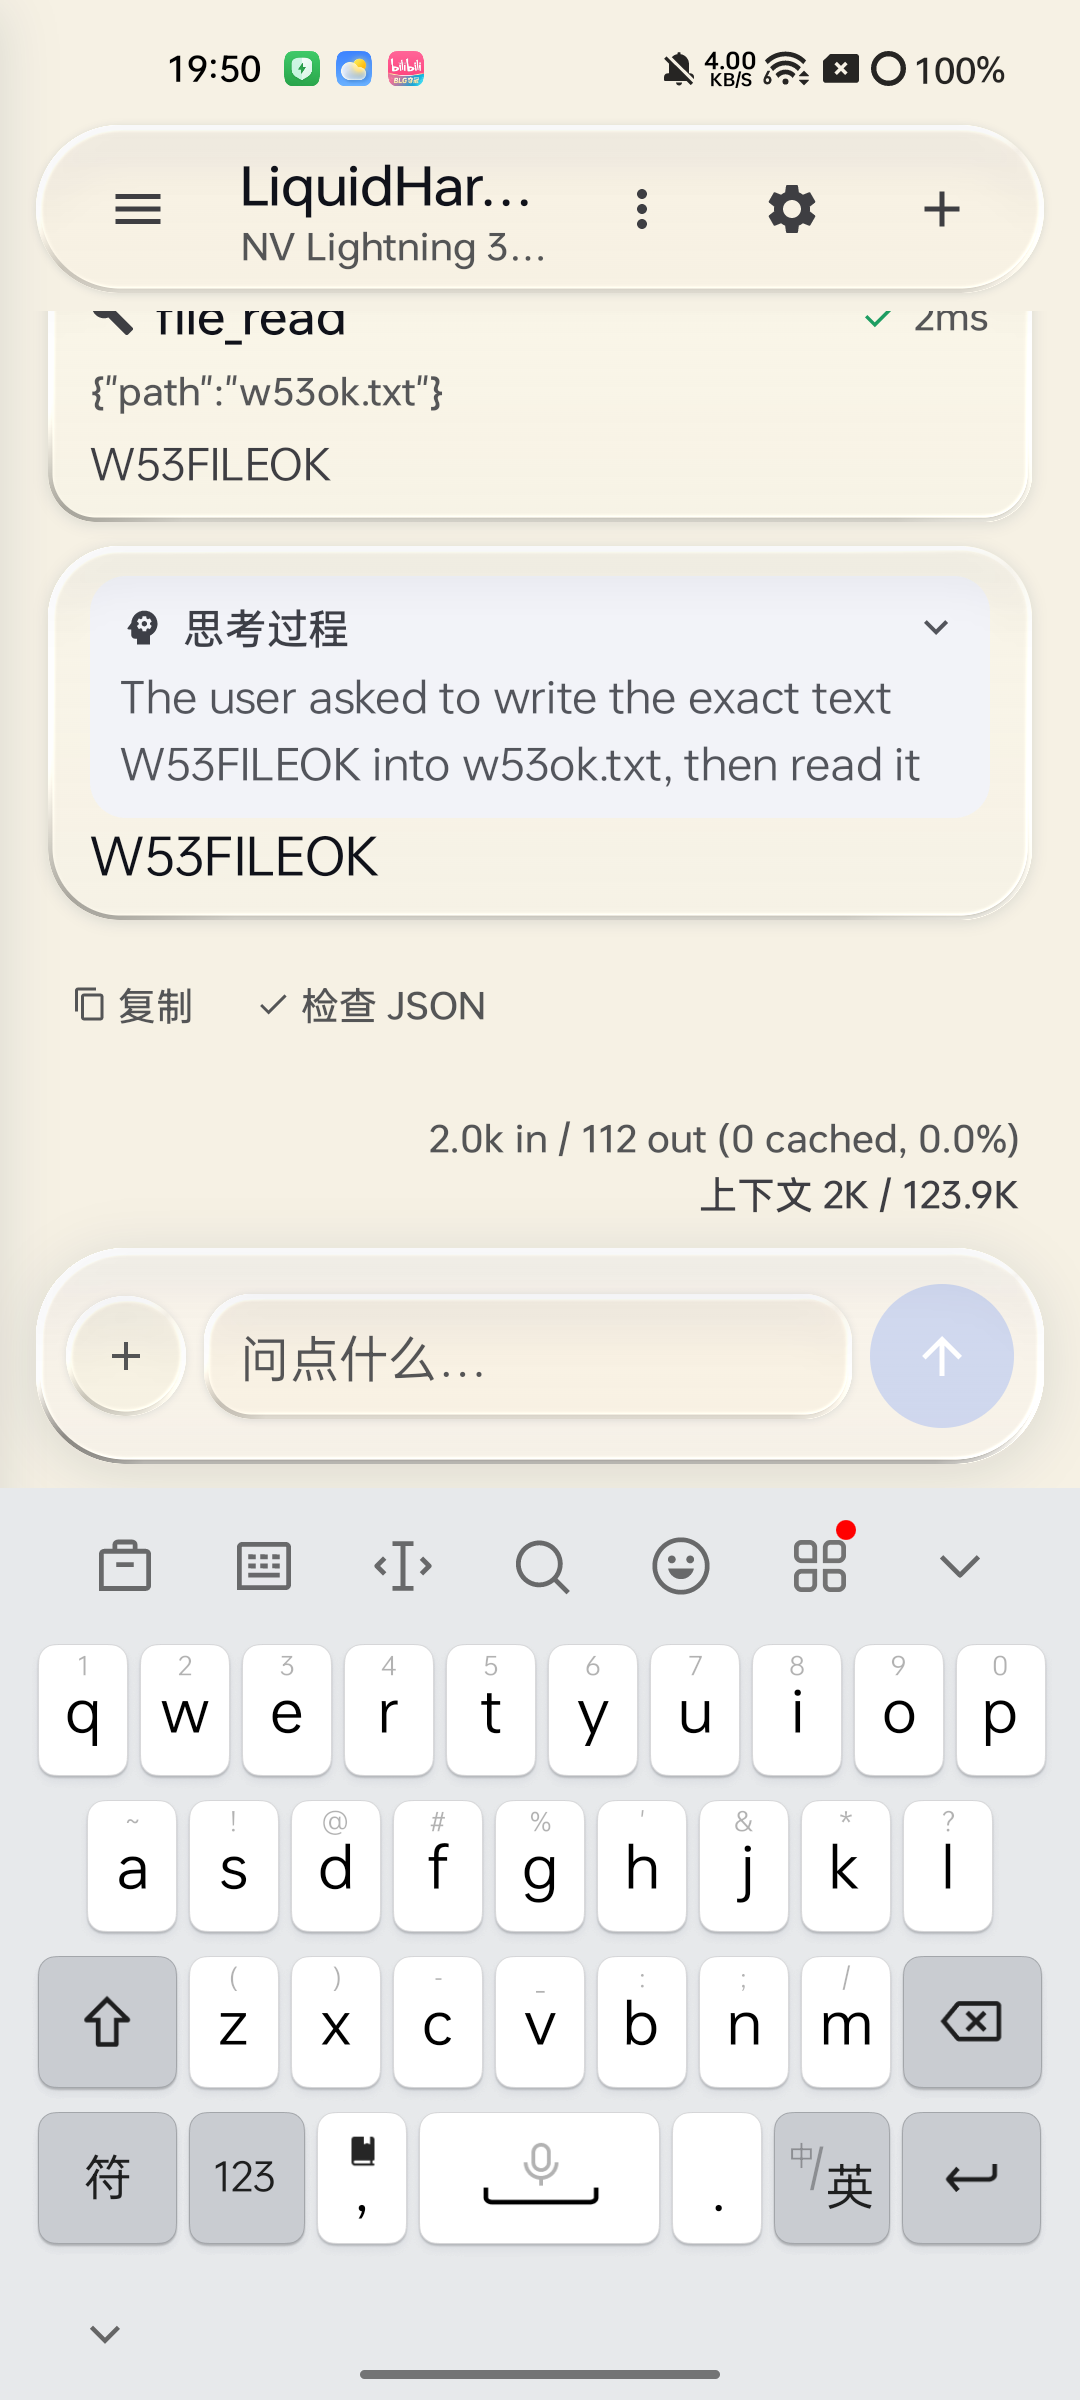 19:50
4.00
KB/S
6
100%
LiquidHar...
NV Lightning 3...
file_read
2ms
{"path":"w53ok.txt"}
W53FILEOK
思考过程
The user asked to write the exact text
W53FILEOK into w53ok.txt, then read it
W53FILEOK
复制
检查 JSON
2.0k in / 112 out (0 cached, 0.0%)
上下文 2K / 123.9K
问点什么...
1 2 3 4 5 6 7 8 9 0
q w e r t y u i o p
~ ! @ # % ' & * ?
a s d f g h j k l
( ) - _ : ; /
z x c v b n m
符 123 , . 中/英